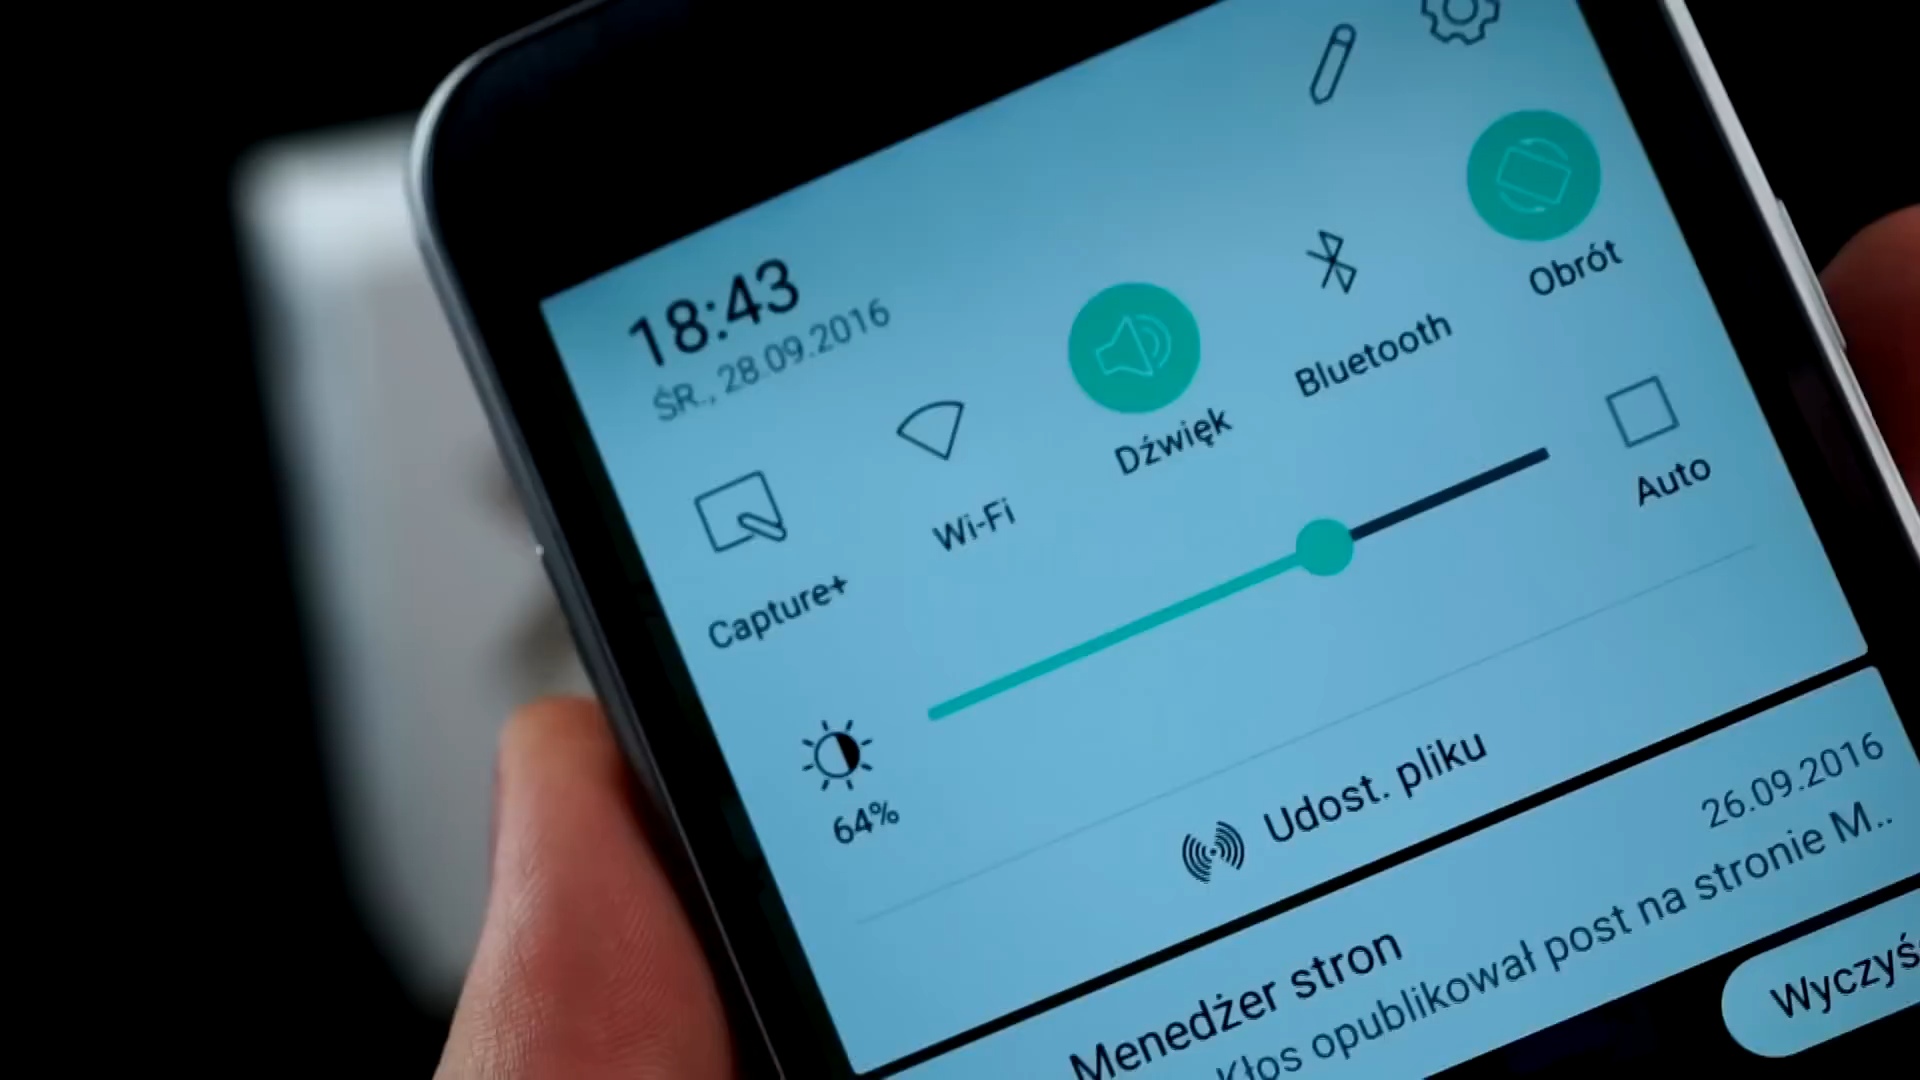 18:43
ŚR., 28.09.2016
Capture+
Wi-Fi
Dźwięk
Bluetooth
Obrót
64%
Auto
Udost. pliku
26.09.2016
Menedżer stron
Kłos opublikował post na stronie M..